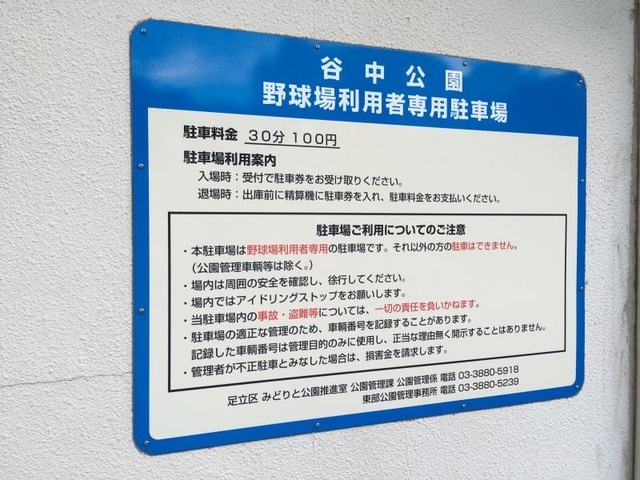 谷中公園
野球場利用者専用駐車場
駐車料金 30分 100円
駐車場利用案内
入場時：受付で駐車券をお受け取りください。
退場時：出庫前に精算機に駐車券を入れ、駐車料金をお支払いください。
駐車場ご利用についてのご注意
・本駐車場は野球場利用者専用の駐車場です。それ以外の方の駐車はできません。
（公園管理車輌等は除く。）
・場内は周囲の安全を確認し、徐行してください。
・場内ではアイドリングストップをお願いします。
・当駐車場内の事故・盗難等については、一切の責任を負いかねます。
・駐車場の適正な管理のため、車輌番号を記録することがあります。
記録した車輌番号は管理目的のみに使用し、正当な理由無く開示することはありません。
・管理者が不正駐車とみなした場合は、損害金を請求します。
足立区 みどりと公園推進室 公園管理課 公園管理係 電話 03-3880-5918
東部公園管理事務所 電話 03-3880-5239